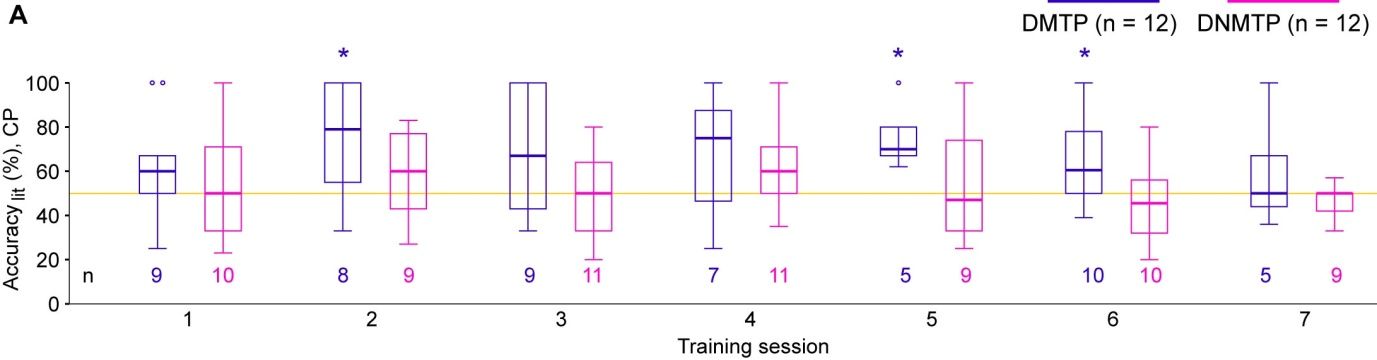 A
DMTP (n = 12) DNMTP (n = 12)
* * *
Accuracy lit (%), CP
100
80
60
40
20
0
n 9 10 8 9 9 11 7 11 5 9 10 10 5 9
1 2 3 4 5 6 7
Training session